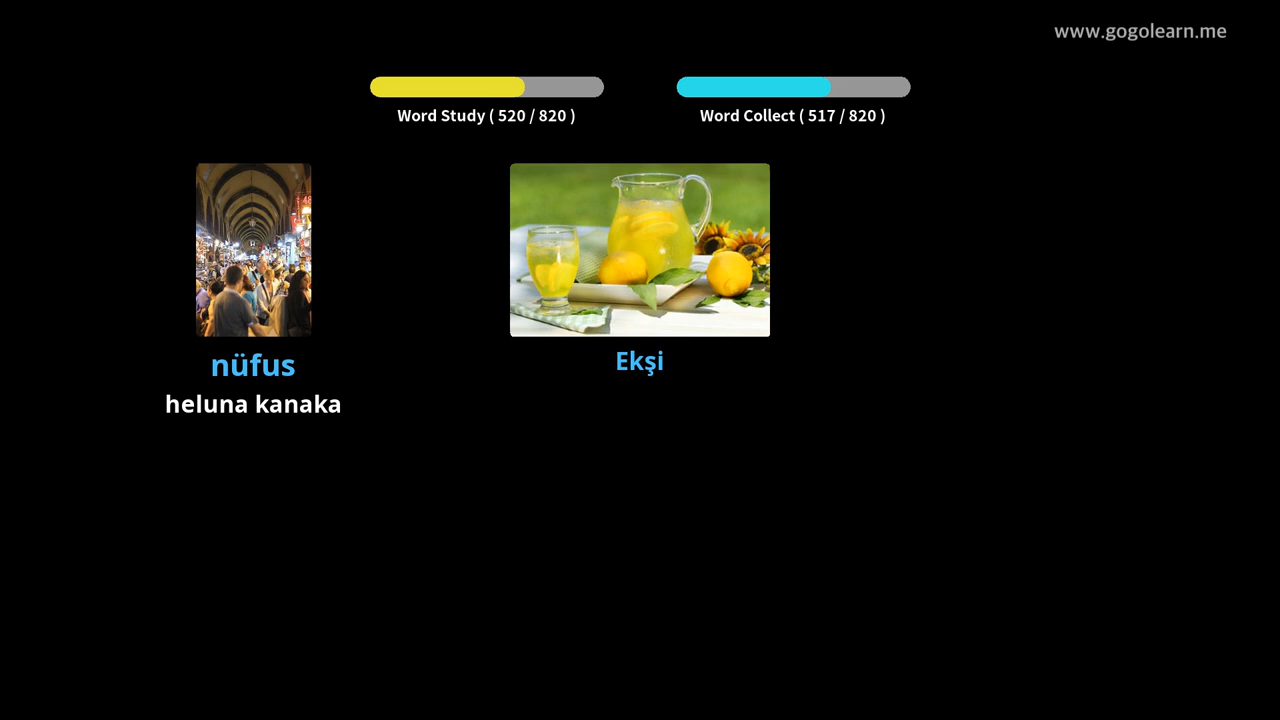 www.gogolearn.me
Word Study ( 520 / 820 )
Word Collect ( 517 / 820 )
nüfus
heluna kanaka
Ekşi